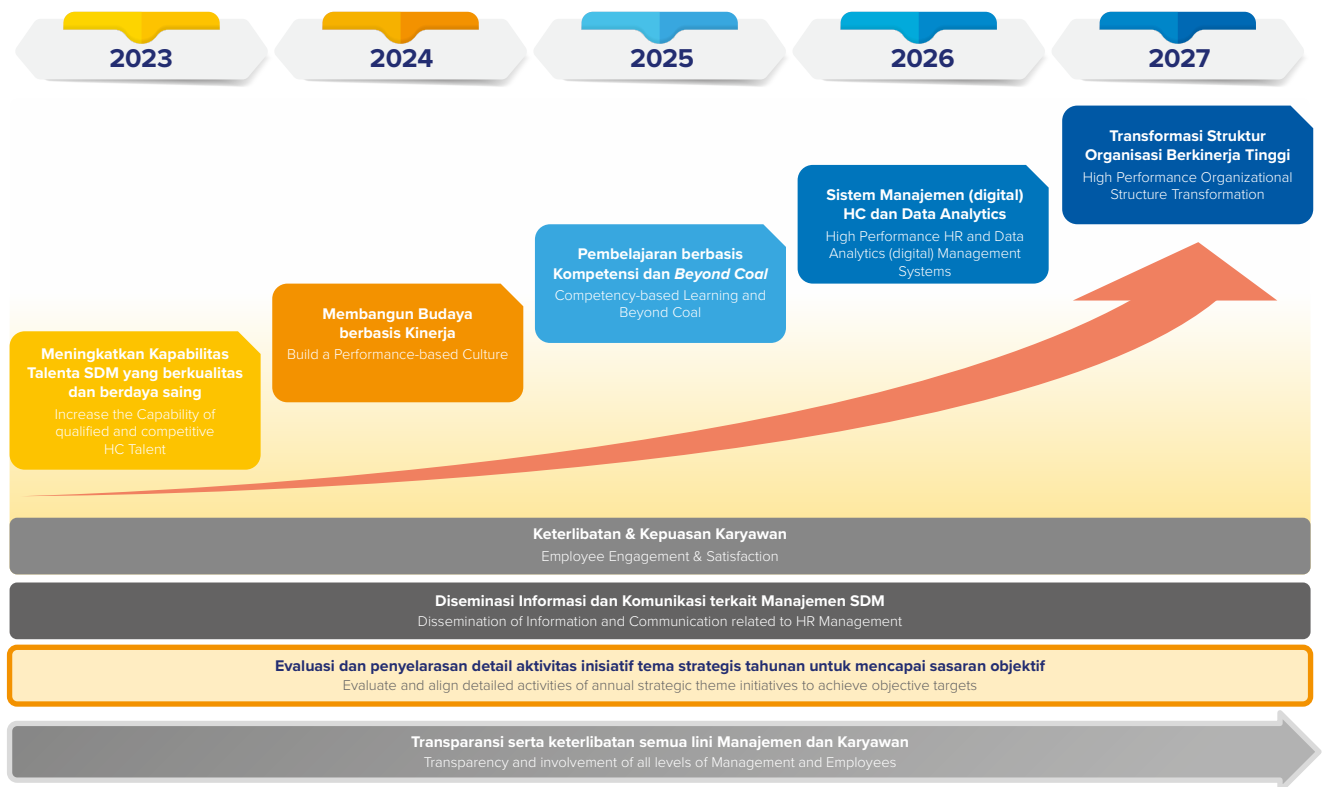 2023
2024
2025
2026
2027
Transformasi Struktur
Organisasi Berkinerja Tinggi
High Performance Organizational
Structure Transformation
Sistem Manajemen (digital)
HC dan Data Analytics
High Performance HR and Data
Analytics (digital) Management
Systems
Pembelajaran berbasis
Kompetensi dan Beyond Coal
Competency-based Learning and
Beyond Coal
Membangun Budaya
berbasis Kinerja
Build a Performance-based Culture
Meningkatkan Kapabilitas
Talenta SDM yang berkualitas
dan berdaya saing
Increase the Capability of
qualified and competitive
HC Talent
Keterlibatan & Kepuasan Karyawan
Employee Engagement & Satisfaction
Diseminasi Informasi dan Komunikasi terkait Manajemen SDM
Dissemination of Information and Communication related to HR Management
Evaluasi dan penyelarasan detail aktivitas inisiatif tema strategis tahunan untuk mencapai sasaran objektif
Evaluate and align detailed activities of annual strategic theme initiatives to achieve objective targets
Transparansi serta keterlibatan semua lini Manajemen dan Karyawan
Transparency and involvement of all levels of Management and Employees